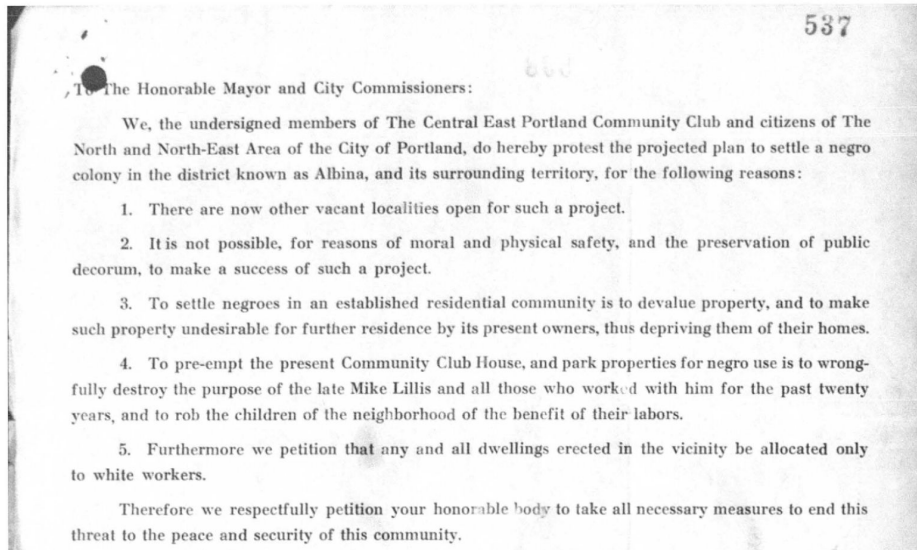 537
To The Honorable Mayor and City Commissioners:
We, the undersigned members of The Central East Portland Community Club and citizens of The
North and North-East Area of the City of Portland, do hereby protest the projected plan to settle a negro
colony in the district known as Albina, and its surrounding territory, for the following reasons:
1. There are now other vacant localities open for such a project.
2. It is not possible, for reasons of moral and physical safety, and the preservation of public
decorum, to make a success of such a project.
3. To settle negroes in an established residential community is to devalue property, and to make
such property undesirable for further residence by its present owners, thus depriving them of their homes.
4. To pre-empt the present Community Club House, and park properties for negro use is to wrong-
fully destroy the purpose of the late Mike Lillis and all those who worked with him for the past twenty
years, and to rob the children of the neighborhood of the benefit of their labors.
5. Furthermore we petition that any and all dwellings erected in the vicinity be allocated only
to white workers.
Therefore we respectfully petition your honorable body to take all necessary measures to end this
threat to the peace and security of this community.